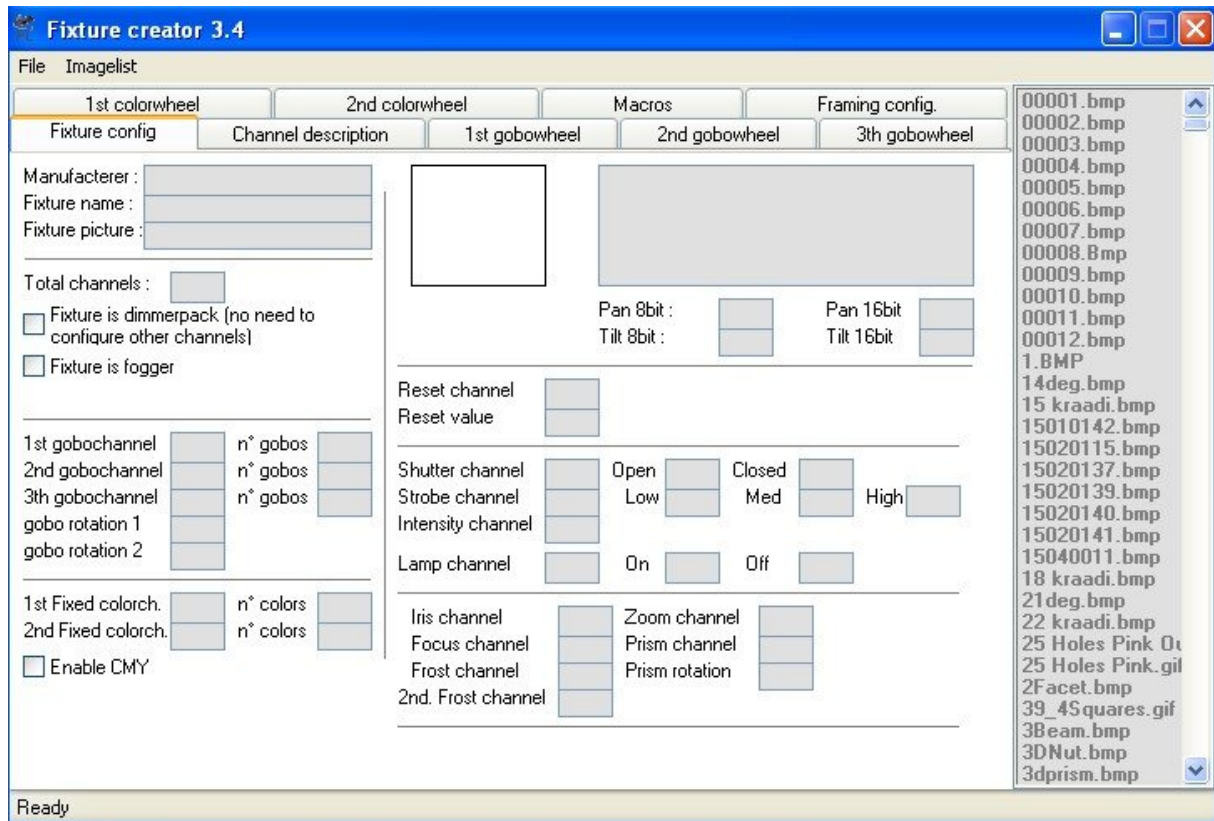 Fixture creator 3.4
File Imagelist
1st colorwheel 2nd colorwheel Macros Framing config.
Fixture config Channel description 1st gobowheel 2nd gobowheel 3th gobowheel
Manufacterer :
Fixture name :
Fixture picture :
Total channels :
Fixture is dimmerpack (no need to
configure other channels)
Fixture is fogger
1st gobochannel n° gobos
2nd gobochannel n° gobos
3th gobochannel n° gobos
gobo rotation 1
gobo rotation 2
1st Fixed colorch. n° colors
2nd Fixed colorch. n° colors
Enable CMY
Pan 8bit : Pan 16bit
Tilt 8bit : Tilt 16bit
Reset channel
Reset value
Shutter channel Open Closed
Strobe channel Low Med High
Intensity channel
Lamp channel On Off
Iris channel Zoom channel
Focus channel Prism channel
Frost channel Prism rotation
2nd. Frost channel
00001.bmp
00002.bmp
00003.bmp
00004.bmp
00005.bmp
00006.bmp
00007.bmp
00008.Bmp
00009.bmp
00010.bmp
00011.bmp
00012.bmp
1.BMP
14deg.bmp
15 kraadi.bmp
15010142.bmp
15020115.bmp
15020137.bmp
15020139.bmp
15020140.bmp
15020141.bmp
15040011.bmp
18 kraadi.bmp
21deg.bmp
22 kraadi.bmp
25 Holes Pink Ou
25 Holes Pink.gif
2Facet.bmp
39_4Squares.gif
3Beam.bmp
3DNut.bmp
3dprism.bmp
Ready